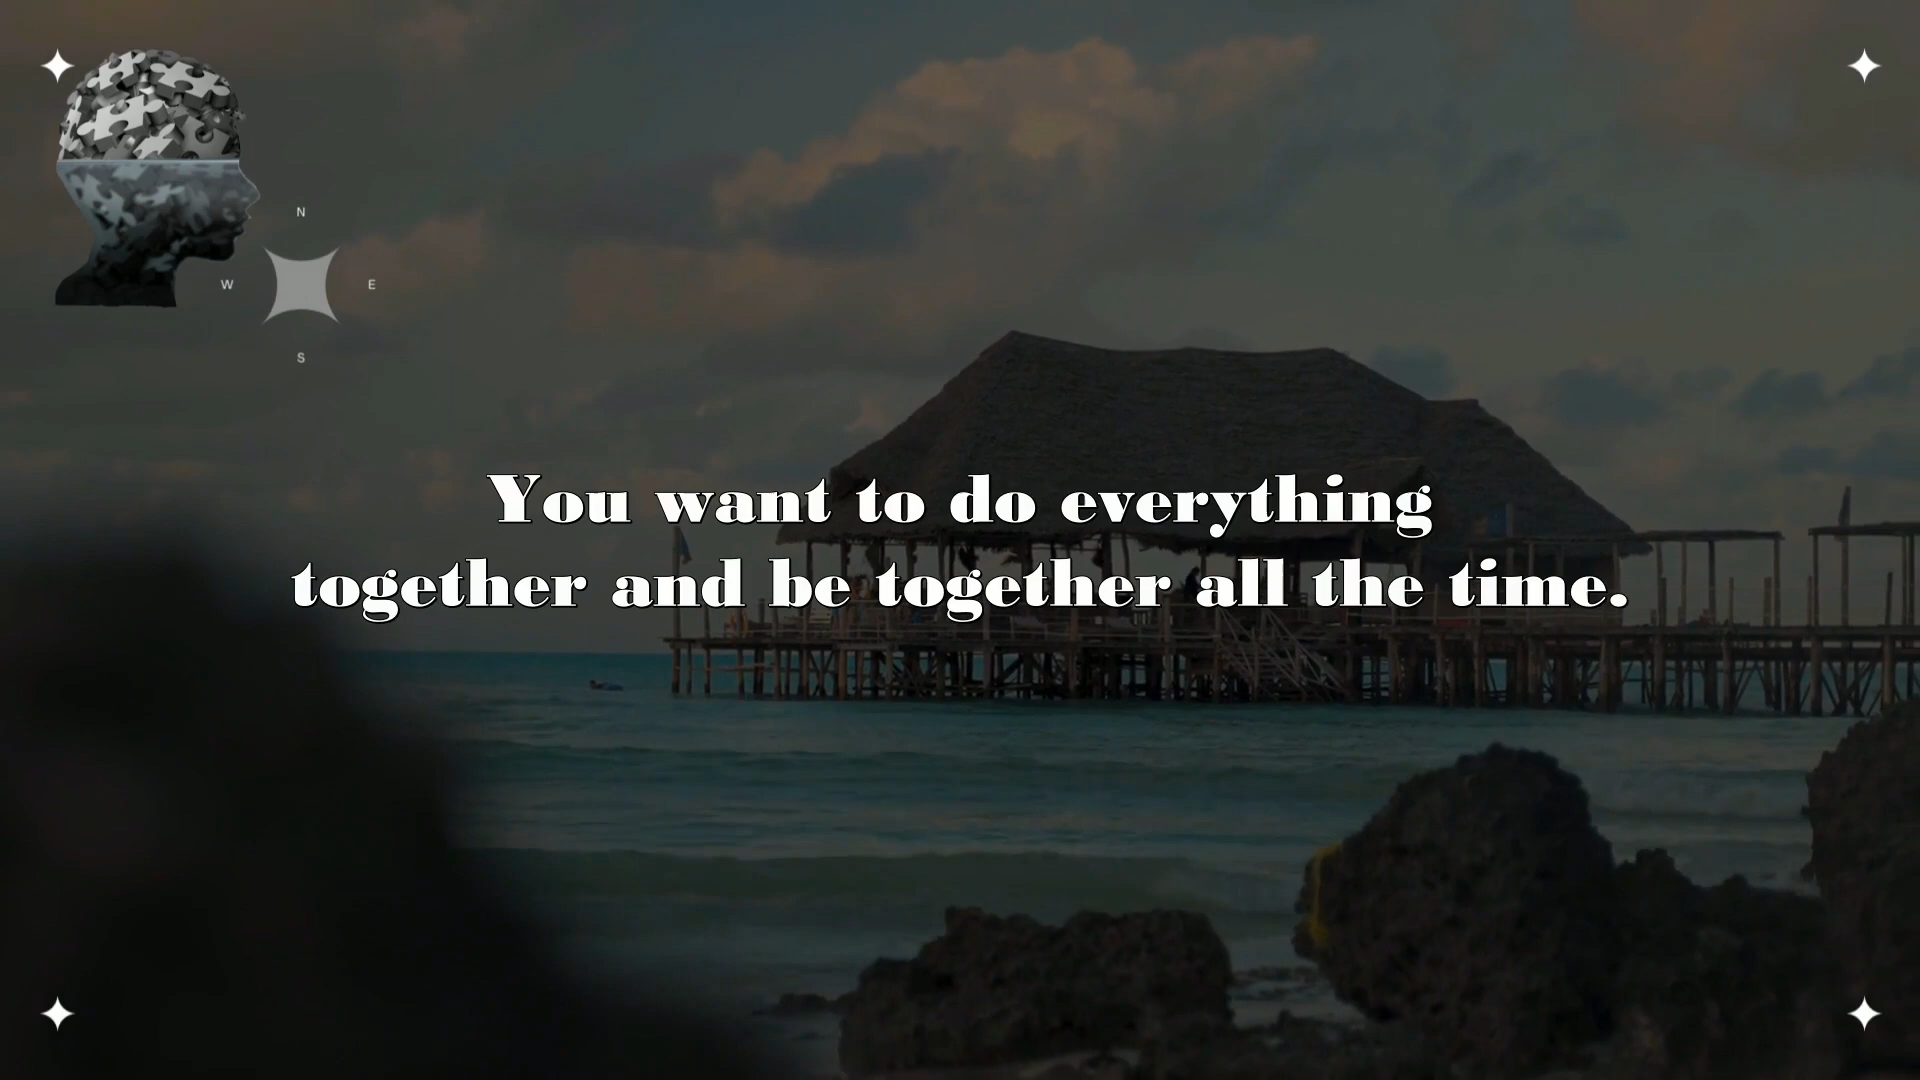 N
W E
S
You want to do everything
together and be together all the time.